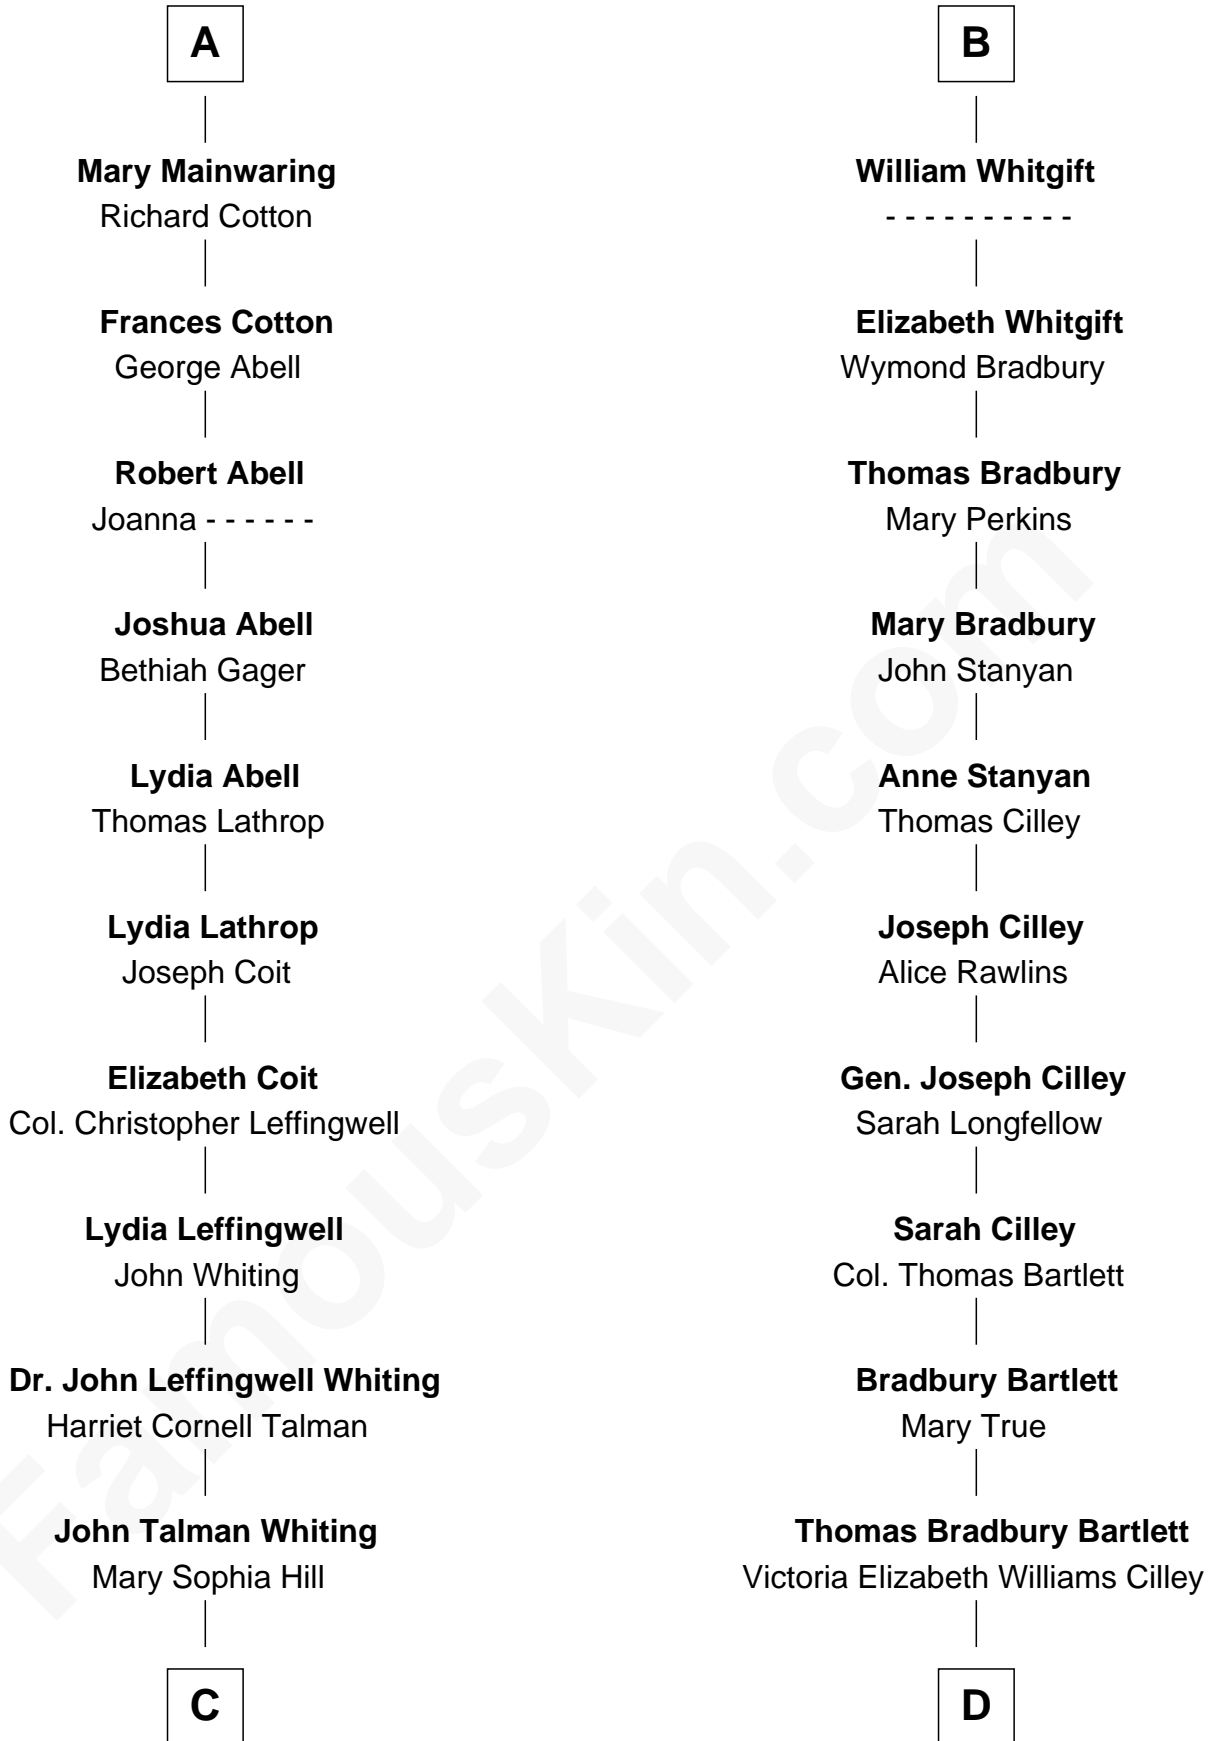 A
Mary Mainwaring
Richard Cotton
Frances Cotton
George Abell
Robert Abell
Joanna - - - - - -
Joshua Abell
Bethiah Gager
Lydia Abell
Thomas Lathrop
Lydia Lathrop
Joseph Coit
Elizabeth Coit
Col. Christopher Leffingwell
Lydia Leffingwell
John Whiting
Dr. John Leffingwell Whiting
Harriet Cornell Talman
John Talman Whiting
Mary Sophia Hill
C
B
William Whitgift
- - - - - - - - - -
Elizabeth Whitgift
Wymond Bradbury
Thomas Bradbury
Mary Perkins
Mary Bradbury
John Stanyan
Anne Stanyan
Thomas Cilley
Joseph Cilley
Alice Rawlins
Gen. Joseph Cilley
Sarah Longfellow
Sarah Cilley
Col. Thomas Bartlett
Bradbury Bartlett
Mary True
Thomas Bradbury Bartlett
Victoria Elizabeth Williams Cilley
D
FamousKin.com